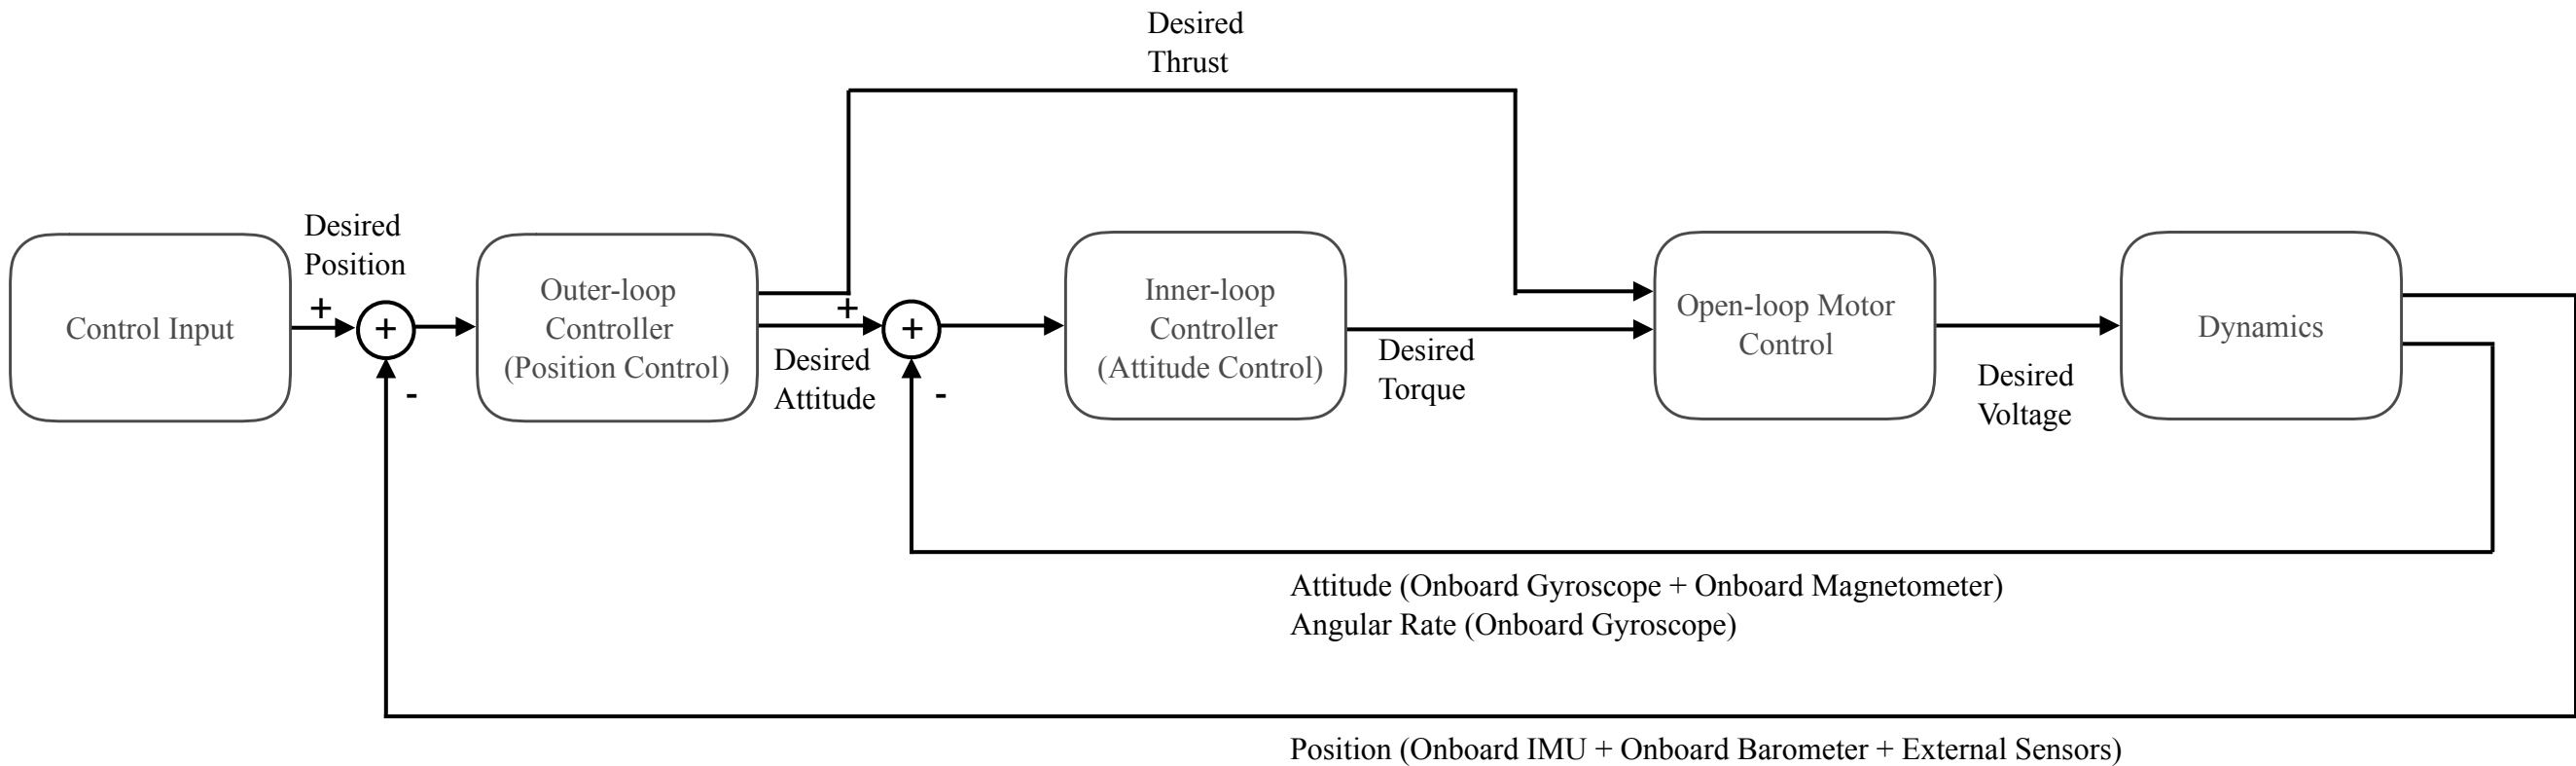 Desired
Thrust
Desired
Position
+
+
Control Input
Outer-loop
Controller
(Position Control)
-
+
+
Desired
Attitude
-
Inner-loop
Controller
(Attitude Control)
Desired
Torque
Open-loop Motor
Control
Desired
Voltage
Dynamics
Attitude (Onboard Gyroscope + Onboard Magnetometer)
Angular Rate (Onboard Gyroscope)
Position (Onboard IMU + Onboard Barometer + External Sensors)